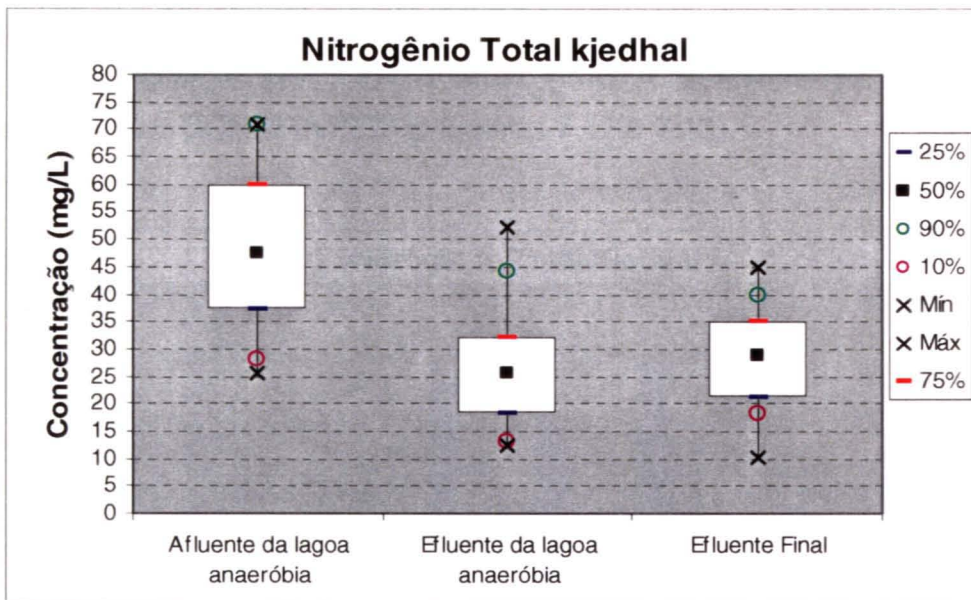 Nitrogênio Total kjedhal
Concentração (mg/L)
80
75
70
65
60
55
50
45
40
35
30
25
20
15
10
5
0
Afluente da lagoa
anaeróbia
Efluente da lagoa
anaeróbia
Efluente Final
25%
50%
90%
10%
Mín
Máx
75%